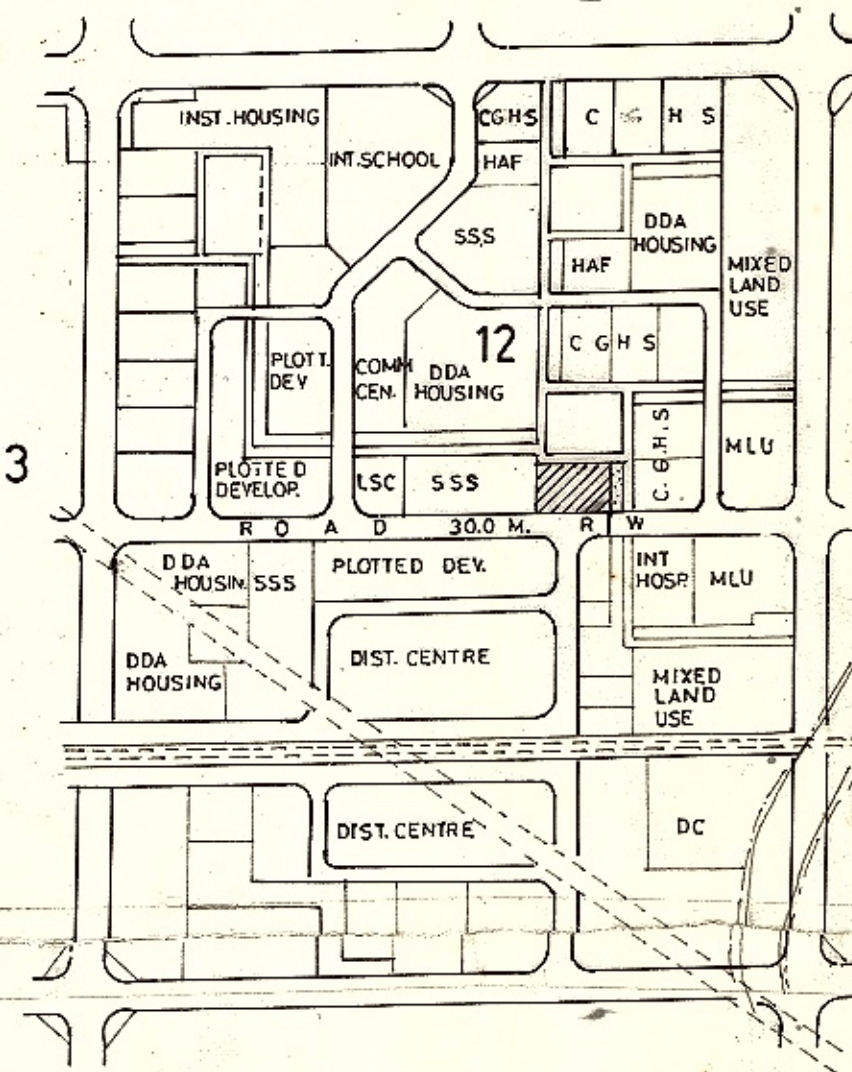 INST. HOUSING
INT. SCHOOL
CGHS
HAF
SSS
C G H S
DDA
HOUSING
HAF
MIXED
LAND
USE
PLOTT.
DEV
COMM
CEN.
DDA
HOUSING
12
C G H S
3
PLOTTED
DEVELOP.
LSC
SSS
C.G.H.S
MLU
ROAD 30.0 M. R W
DDA
HOUSIN.
SSS
PLOTTED DEV.
INT
HOSP.
MLU
DDA
HOUSING
DIST. CENTRE
MIXED
LAND
USE
DIST. CENTRE
DC